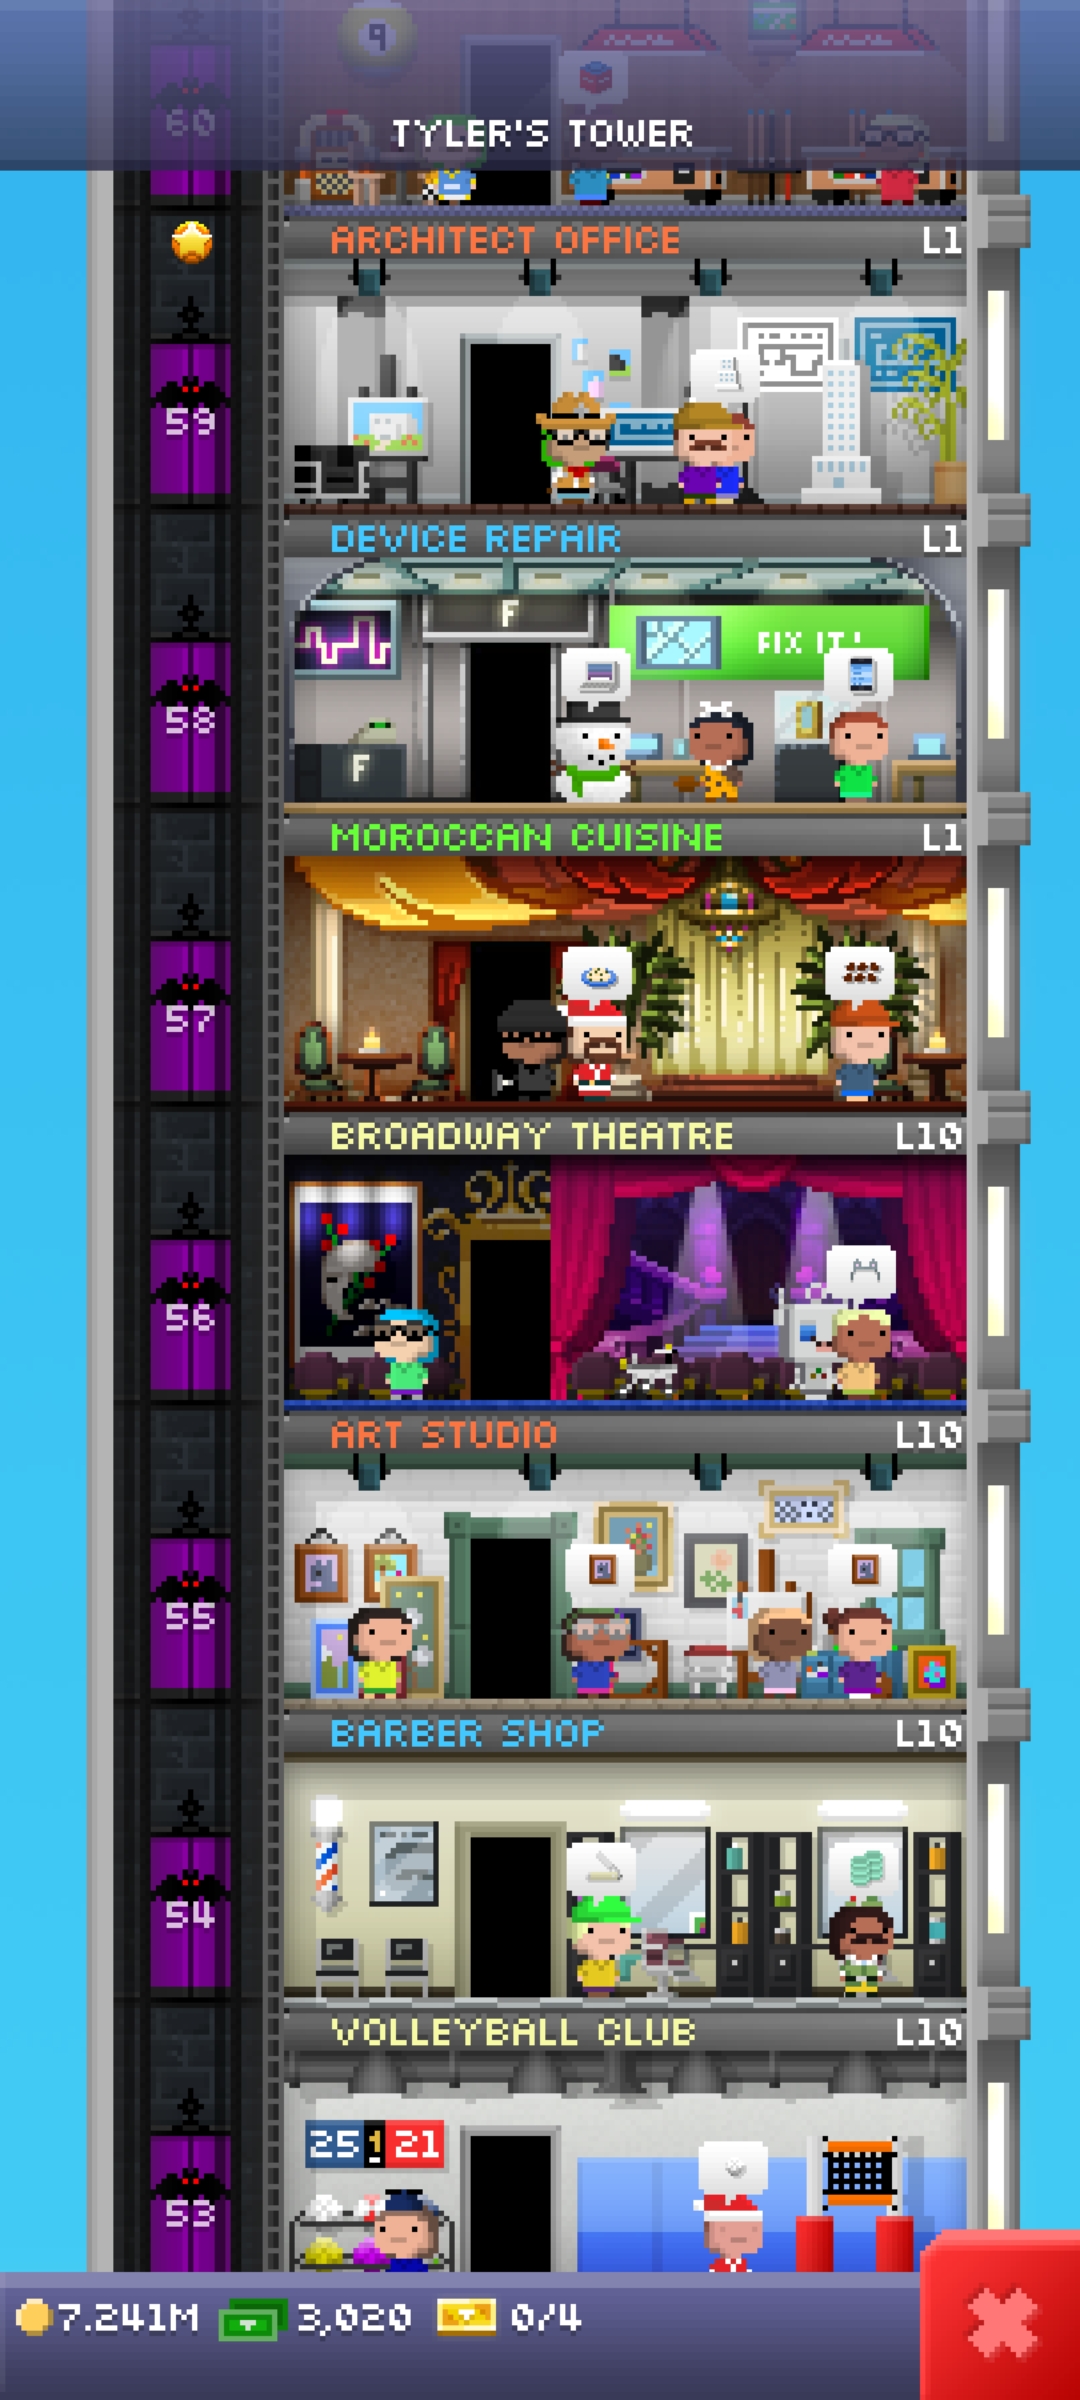 9
60
TYLER'S TOWER
ARCHITECT OFFICE L1
59
DEVICE REPAIR L1
F
FIX IT!
58
F
MOROCCAN CUISINE L1
57
BROADWAY THEATRE L10
56
ART STUDIO L10
55
BARBER SHOP L10
54
VOLLEYBALL CLUB L10
25 1 21
53
7.241M 3,020 0/4